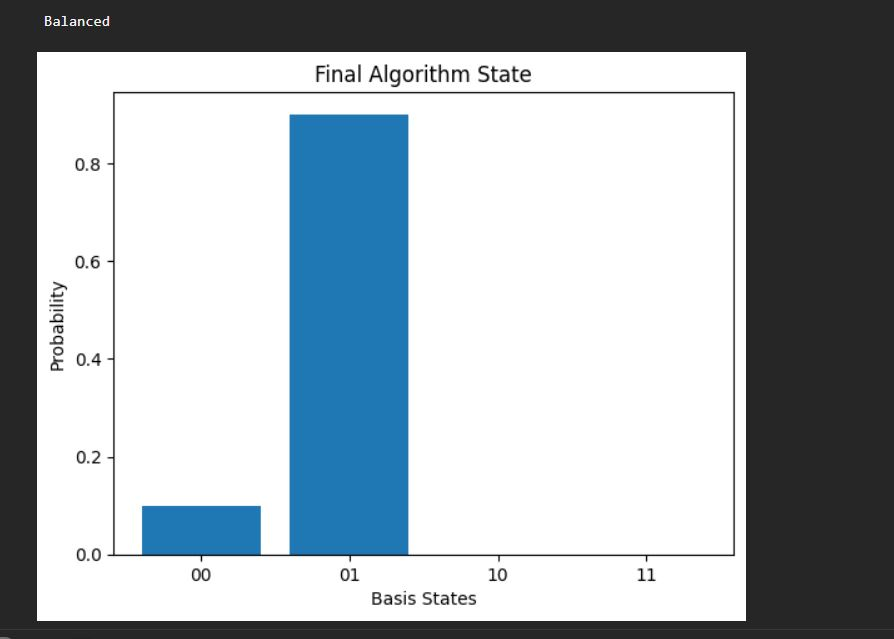 Balanced
Final Algorithm State
Probability
0.8
0.6
0.4
0.2
0.0
00 01 10 11
Basis States